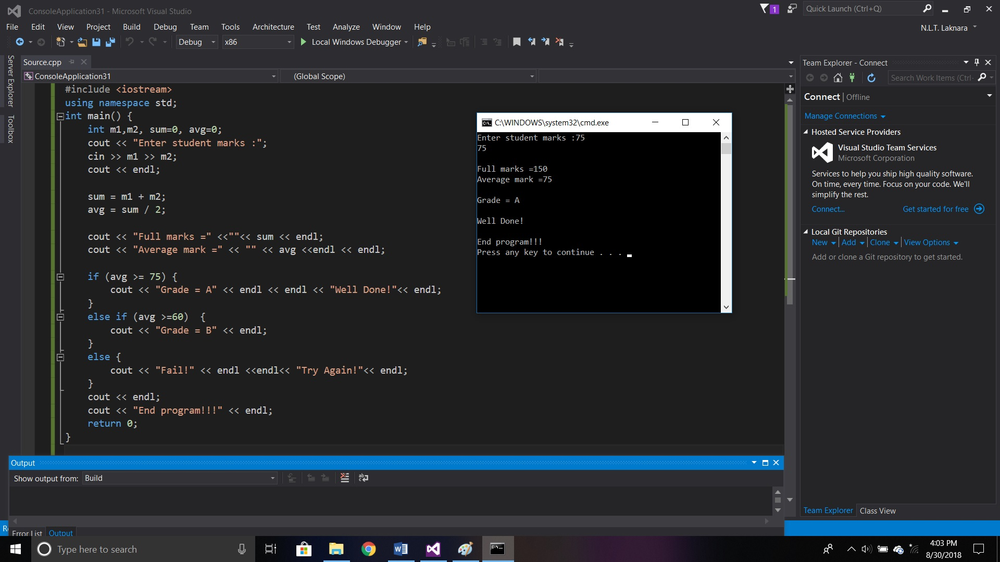 ConsoleApplication31 - Microsoft Visual Studio
1
Quick Launch (Ctrl+Q)
File Edit View Project Build Debug Team Tools Architecture Test Analyze Window Help
N.L.T. Laknara
Debug x86 Local Windows Debugger
Server Explorer
Toolbox
Source.cpp
ConsoleApplication31 (Global Scope)
#include <iostream>
using namespace std;
int main() {
int m1,m2, sum=0, avg=0;
cout << "Enter student marks :";
cin >> m1 >> m2;
cout << endl;
sum = m1 + m2;
avg = sum / 2;
cout << "Full marks =" <<""<< sum << endl;
cout << "Average mark =" << "" << avg <<endl << endl;
if (avg >= 75) {
cout << "Grade = A" << endl << endl << "Well Done!"<< endl;
}
else if (avg >=60)  {
cout << "Grade = B" << endl;
}
else {
cout << "Fail!" << endl <<endl<< "Try Again!"<< endl;
}
cout << endl;
cout << "End program!!!" << endl;
return 0;
}
C:\WINDOWS\system32\cmd.exe
Enter student marks :75
75
Full marks =150
Average mark =75
Grade = A
Well Done!
End program!!!
Press any key to continue . . .
Team Explorer - Connect
Search Work Items (Ctrl-
Connect | Offline
Manage Connections
Hosted Service Providers
Visual Studio Team Services
Microsoft Corporation
Services to help you ship high quality software.
On time, every time. Focus on your code. We'll
simplify the rest.
Connect... Get started for free
Local Git Repositories
New Add Clone View Options
Add or clone a Git repository to get started.
Team Explorer Class View
Output
Show output from: Build
Error List Output
Type here to search
4:03 PM
8/30/2018